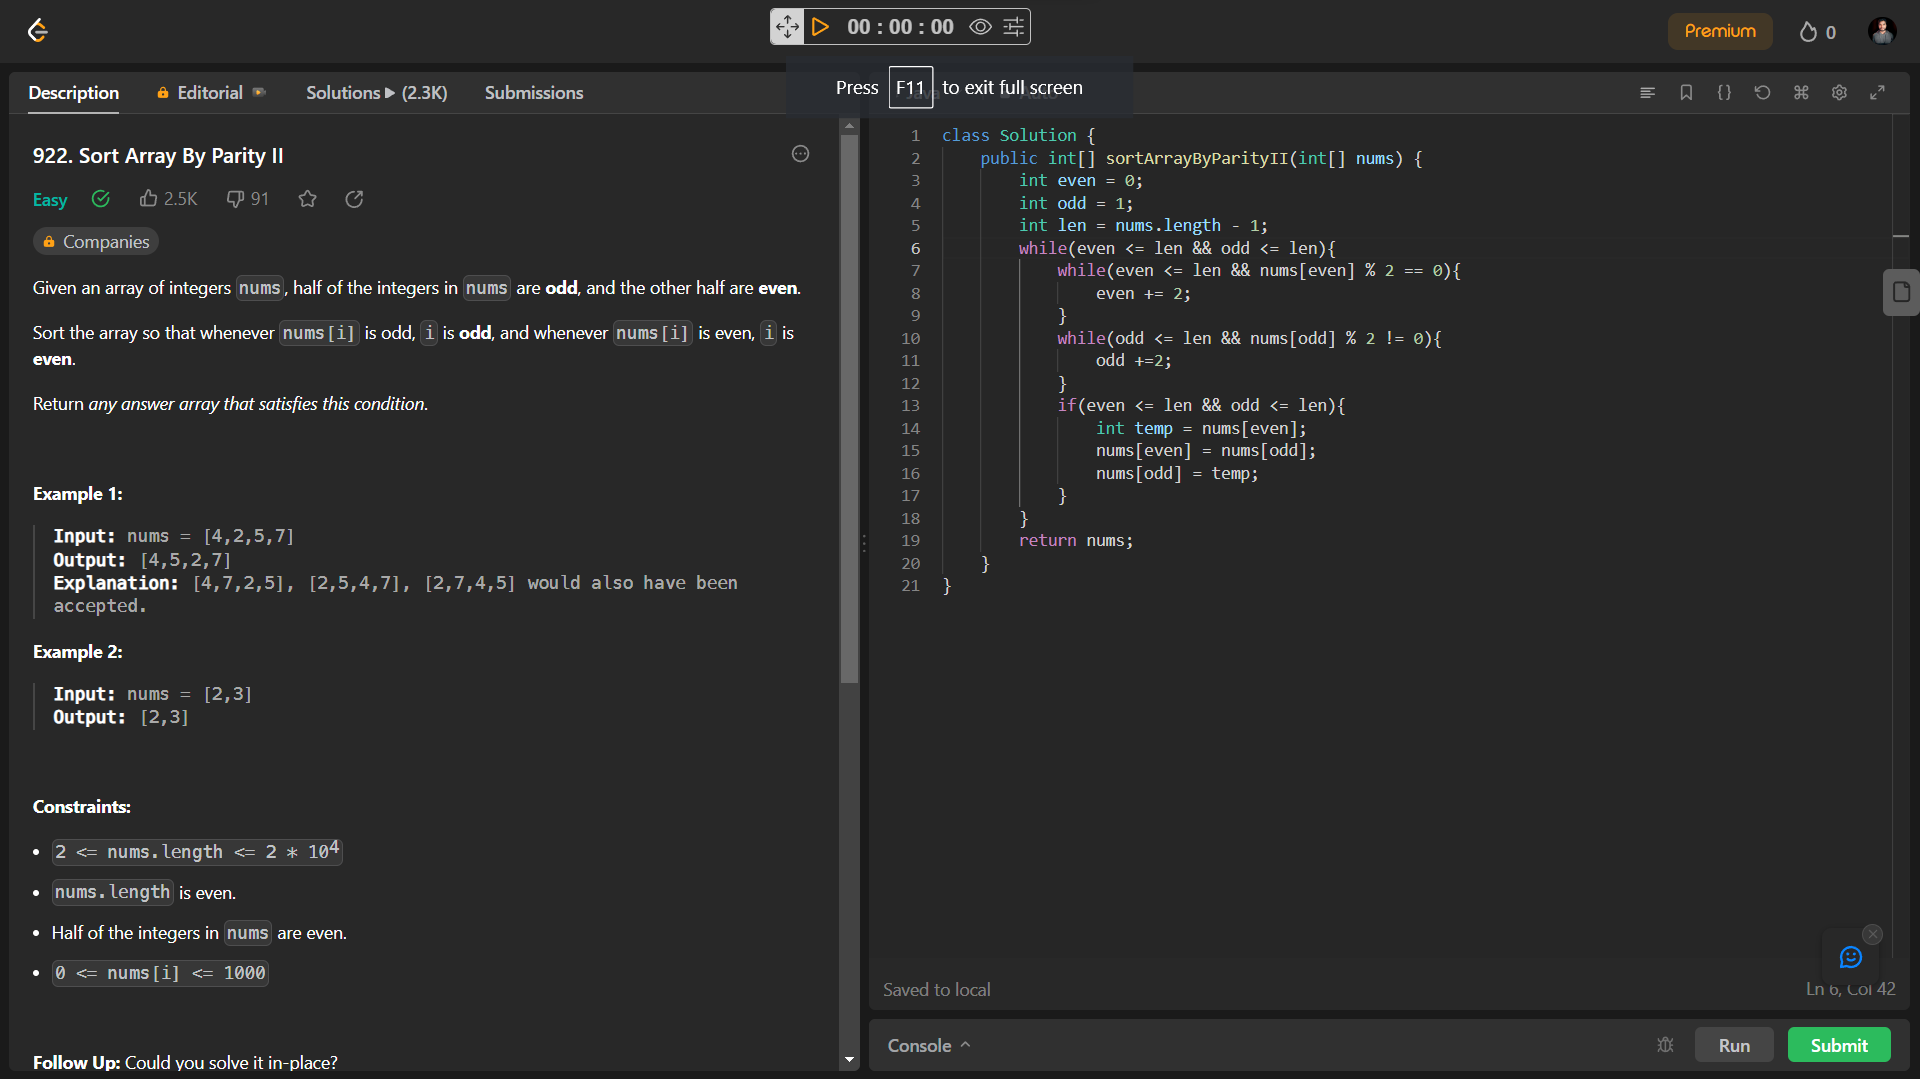 00 : 00 : 00
Premium
0
Press F11 to exit full screen
Description
Editorial
Solutions (2.3K)
Submissions
922. Sort Array By Parity II
Easy
2.5K
91
Companies
Given an array of integers nums, half of the integers in nums are odd, and the other half are even.
Sort the array so that whenever nums[i] is odd, i is odd, and whenever nums[i] is even, i is
even.
Return any answer array that satisfies this condition.
Example 1:
Input: nums = [4,2,5,7]
Output: [4,5,2,7]
Explanation: [4,7,2,5], [2,5,4,7], [2,7,4,5] would also have been
accepted.
Example 2:
Input: nums = [2,3]
Output: [2,3]
Constraints:
• 2 <= nums.length <= 2 * 10⁴
• nums.length is even.
• Half of the integers in nums are even.
• 0 <= nums[i] <= 1000
Follow Up: Could you solve it in-place?
1 class Solution {
2 public int[] sortArrayByParityII(int[] nums) {
3 int even = 0;
4 int odd = 1;
5 int len = nums.length - 1;
6 while(even <= len && odd <= len){
7 while(even <= len && nums[even] % 2 == 0){
8 even += 2;
9 }
10 while(odd <= len && nums[odd] % 2 != 0){
11 odd +=2;
12 }
13 if(even <= len && odd <= len){
14 int temp = nums[even];
15 nums[even] = nums[odd];
16 nums[odd] = temp;
17 }
18 }
19 return nums;
20 }
21 }
Saved to local
Ln 6, Col 42
Console
Run
Submit